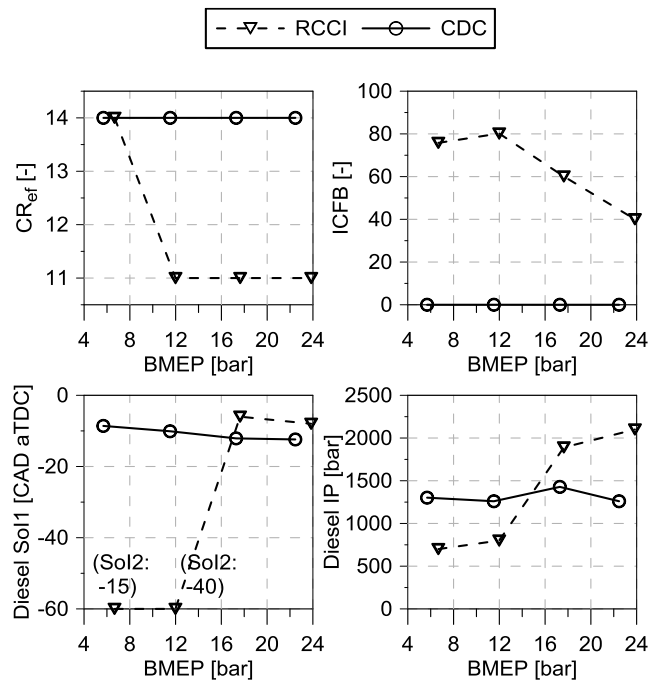 RCCI CDC
CRef [-]
14
13
12
11
4 8 12 16 20 24
BMEP [bar]
ICFB [-]
100
80
60
40
20
0
4 8 12 16 20 24
BMEP [bar]
Diesel SoI1 [CAD aTDC]
0
-20
-40
-60
(SoI2:
-15)
(SoI2:
-40)
4 8 12 16 20 24
BMEP [bar]
Diesel IP [bar]
2500
2000
1500
1000
500
0
4 8 12 16 20 24
BMEP [bar]